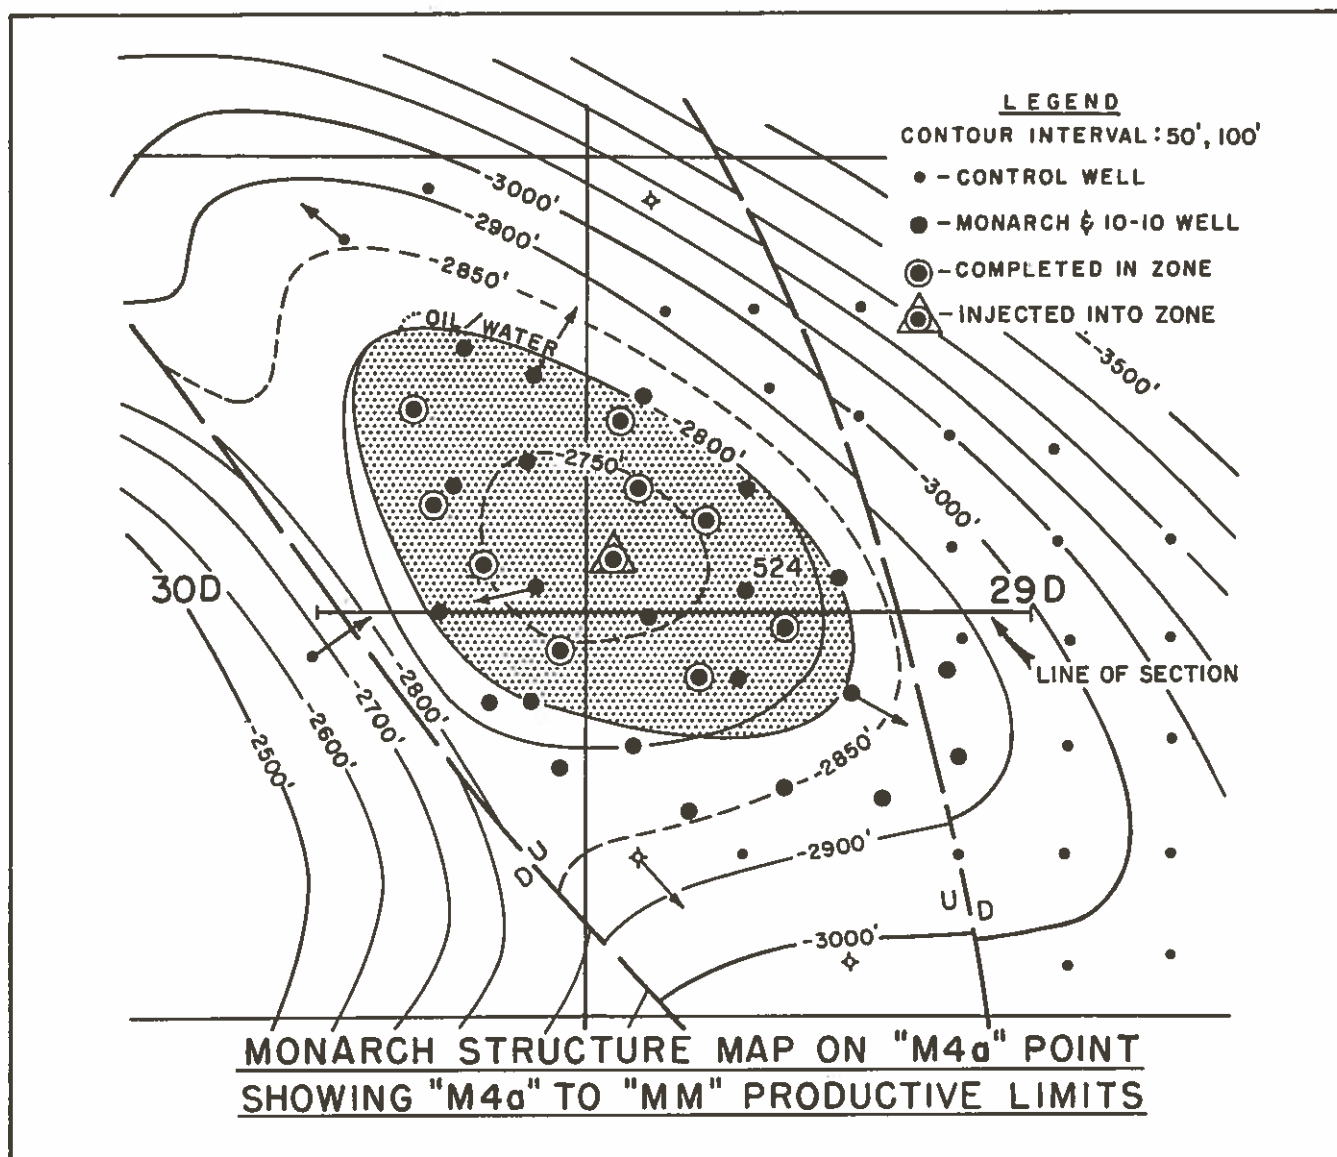 LEGEND
CONTOUR INTERVAL: 50', 100'
- CONTROL WELL
- MONARCH & 10-10 WELL
- COMPLETED IN ZONE
- INJECTED INTO ZONE
-3000'
-2900'
-2850'
OIL/WATER
-3500'
-2800'
-2750'
-3000'
524
30D
29D
LINE OF SECTION
-2800'
-2700'
-2600'
-2500'
-2850'
-2900'
U
D
U
D
-3000'
MONARCH STRUCTURE MAP ON "M4a" POINT
SHOWING "M4a" TO "MM" PRODUCTIVE LIMITS